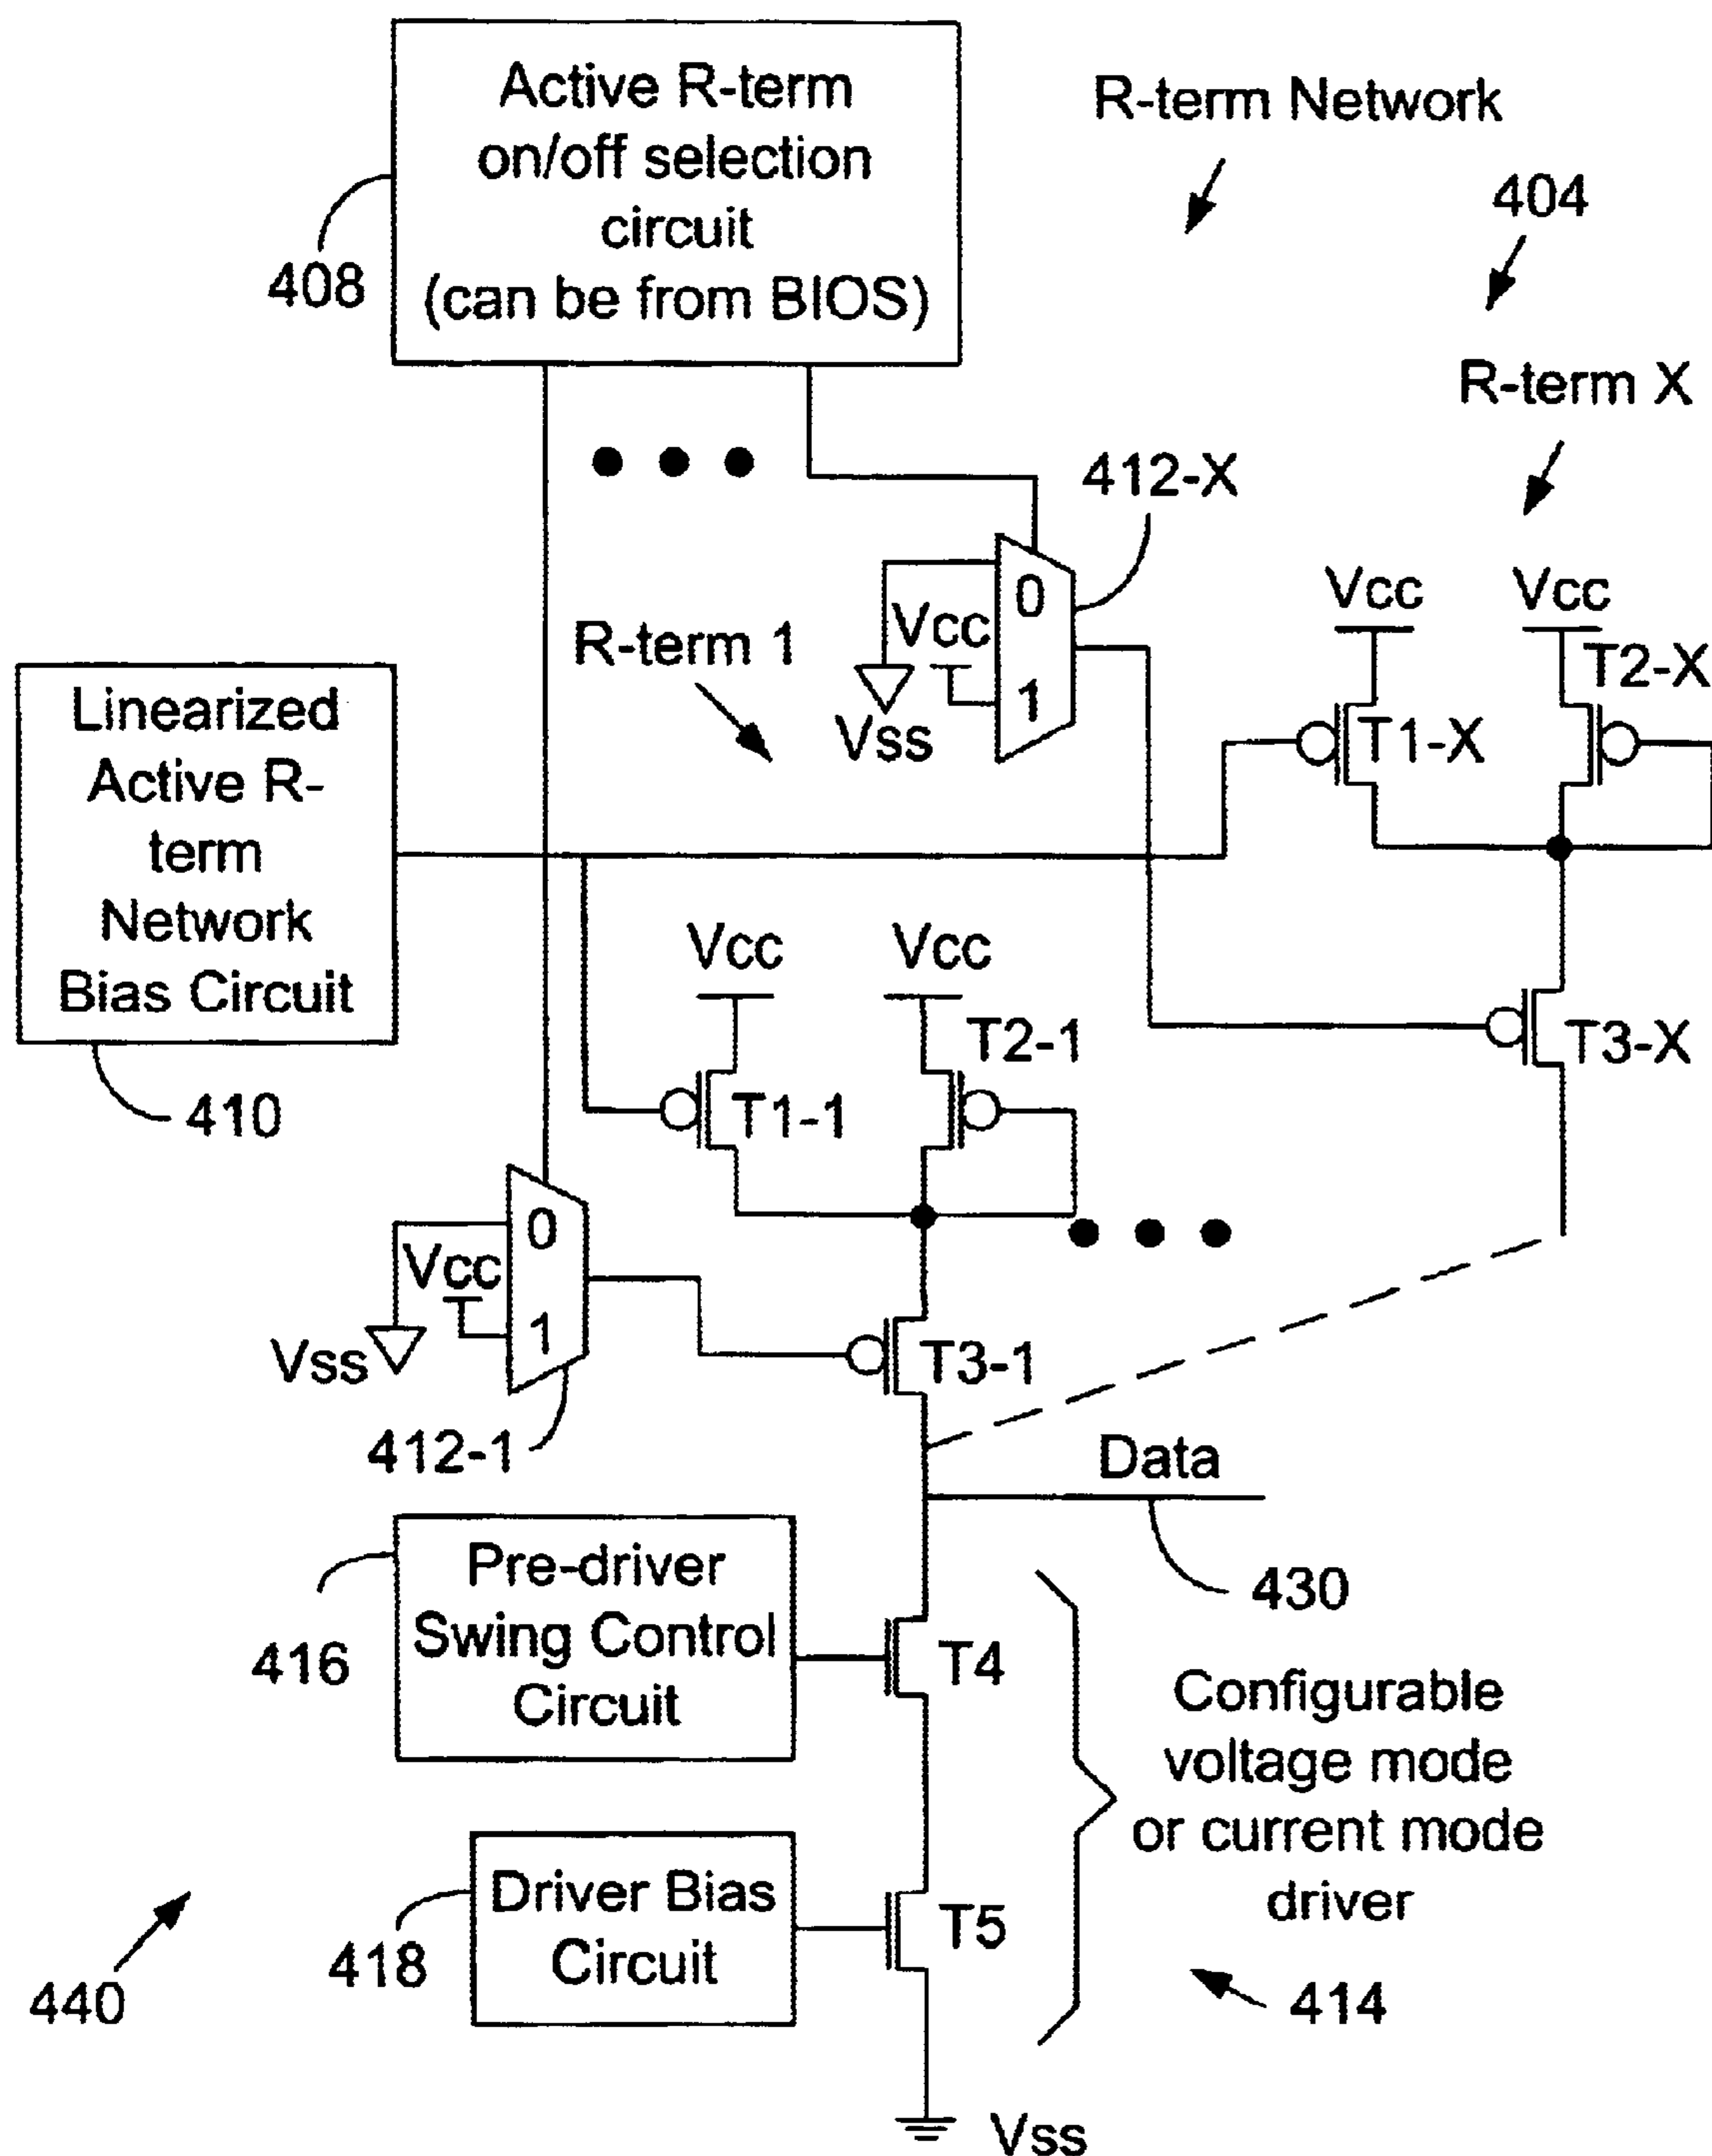 Active R-term
on/off selection
circuit
(can be from BIOS)
408
R-term Network
404
R-term X
412-X
0
1
Vcc
Vss
R-term 1
Vcc
Vcc
T2-X
T1-X
Linearized
Active R-
term
Network
Bias Circuit
410
T3-X
Vcc
Vcc
T2-1
T1-1
0
1
Vcc
Vss
T3-1
412-1
Data
430
Pre-driver
Swing Control
Circuit
416
T4
Configurable
voltage mode
or current mode
driver
414
Driver Bias
Circuit
418
T5
440
Vss